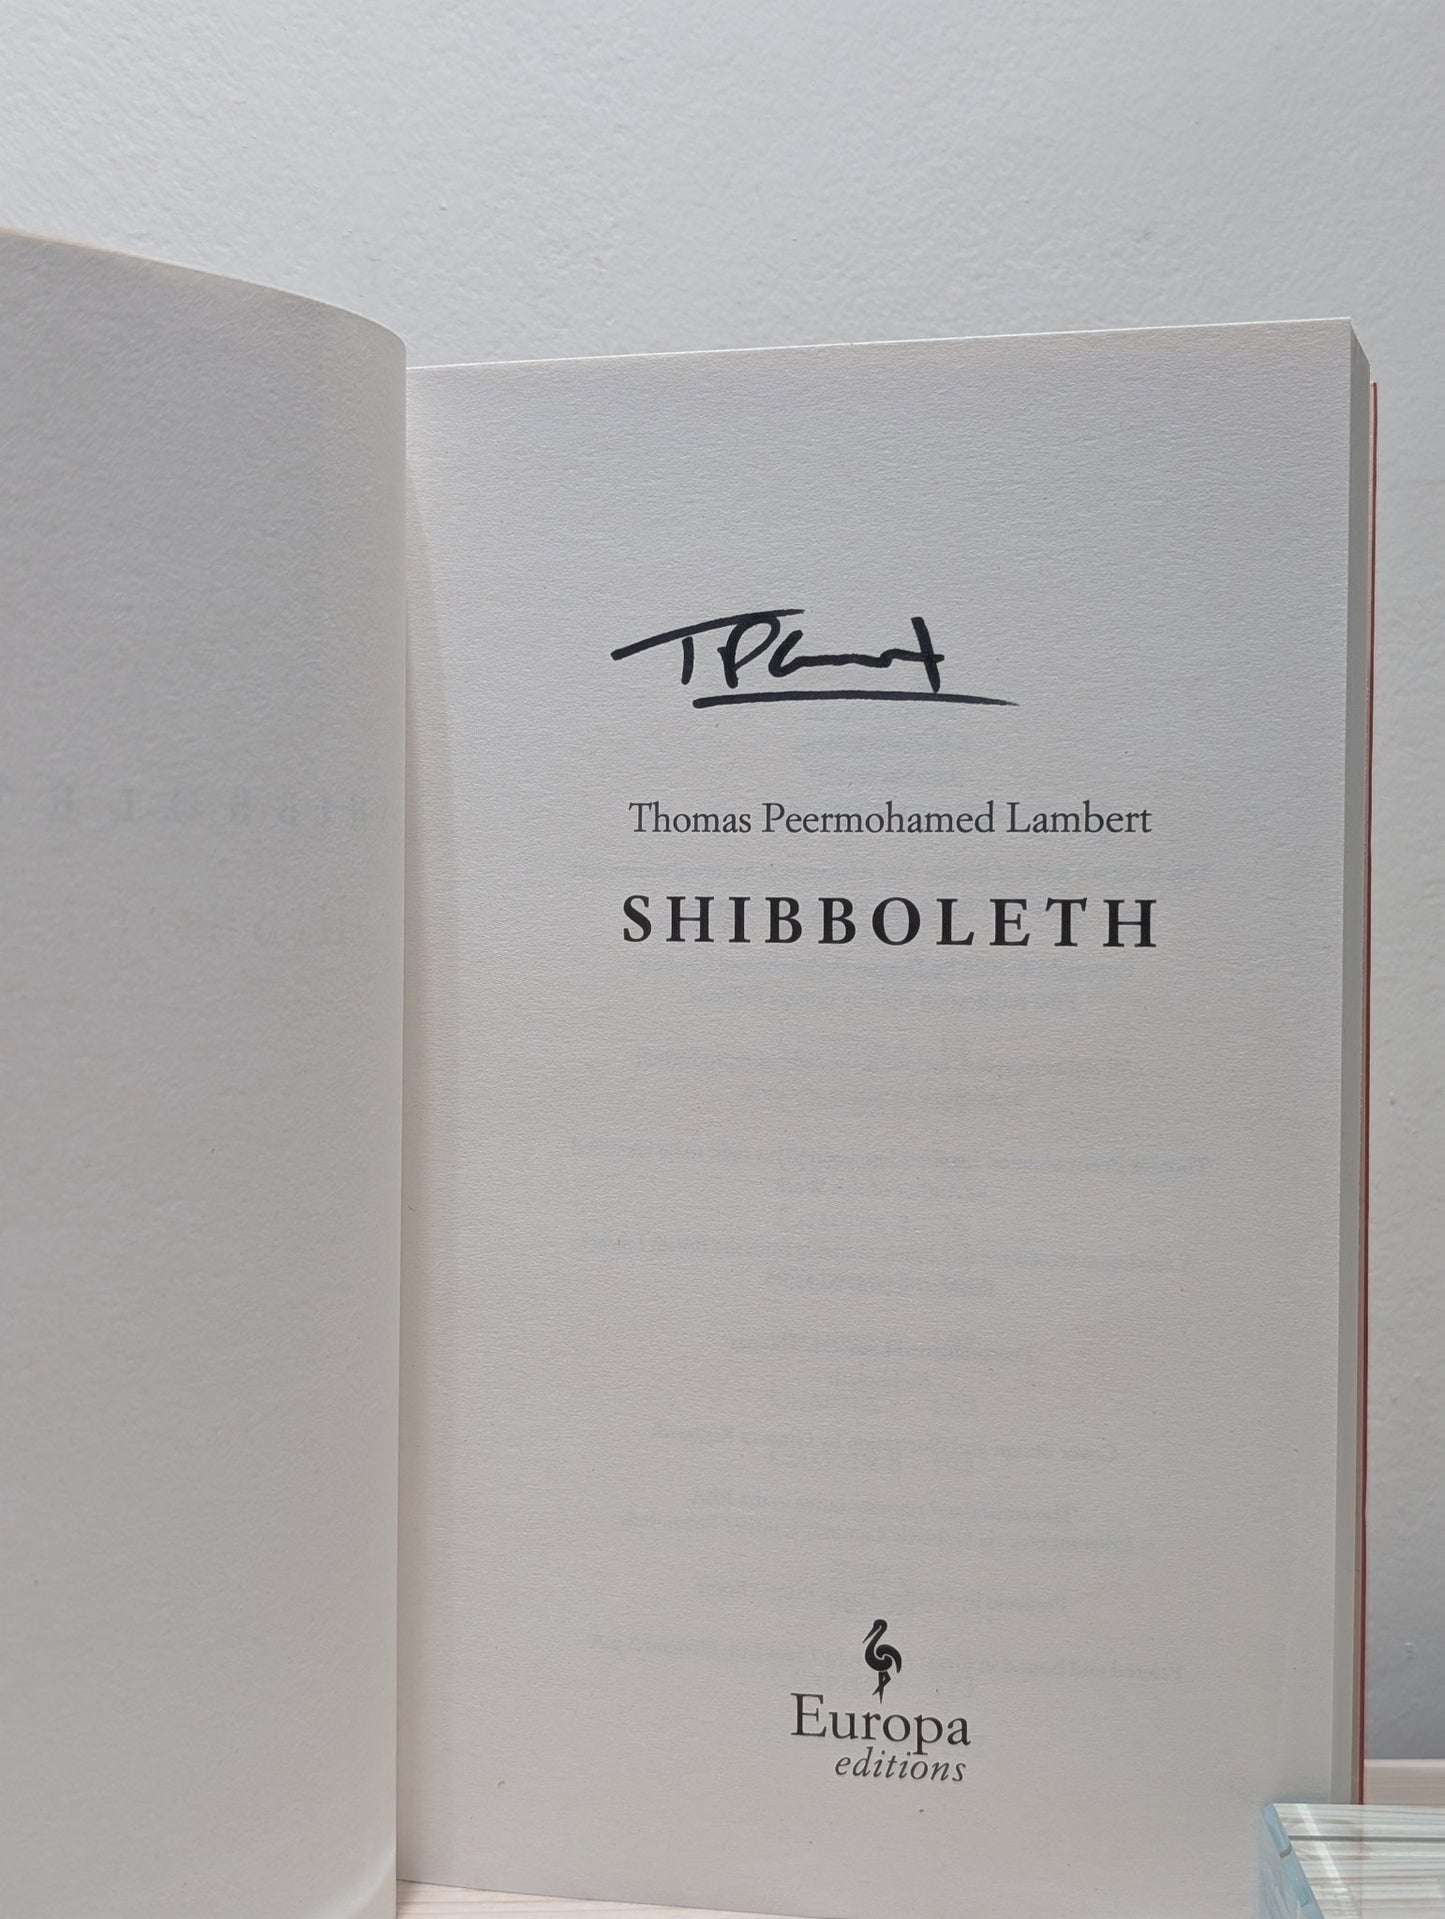 Thomas Peermohamed Lambert
SHIBBOLETH
Europa
editions